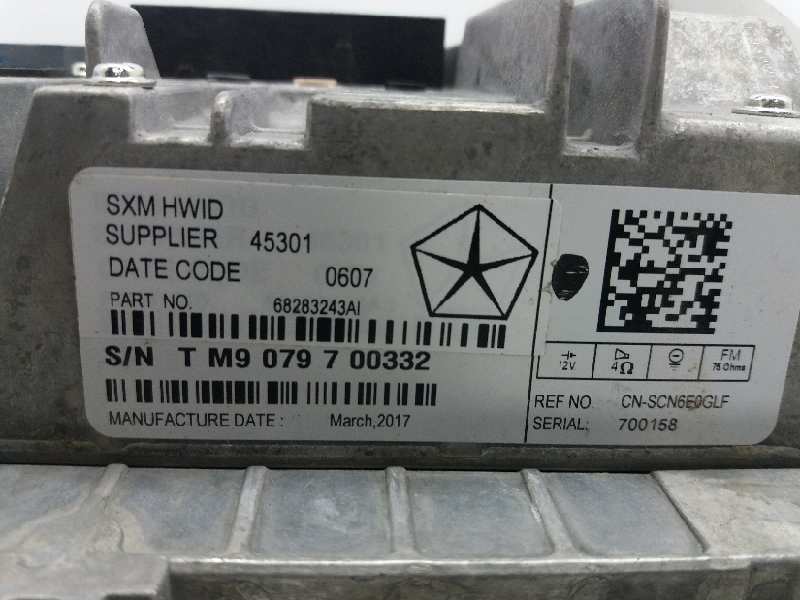 SXM HWID
SUPPLIER 45301
DATE CODE 0607
PART NO. 68283243AI
S/N T M9 079 7 00332
MANUFACTURE DATE : March,2017
12V 4Ω FM 75 Ohms
REF NO. CN-SCN6E0GLF
SERIAL: 700158